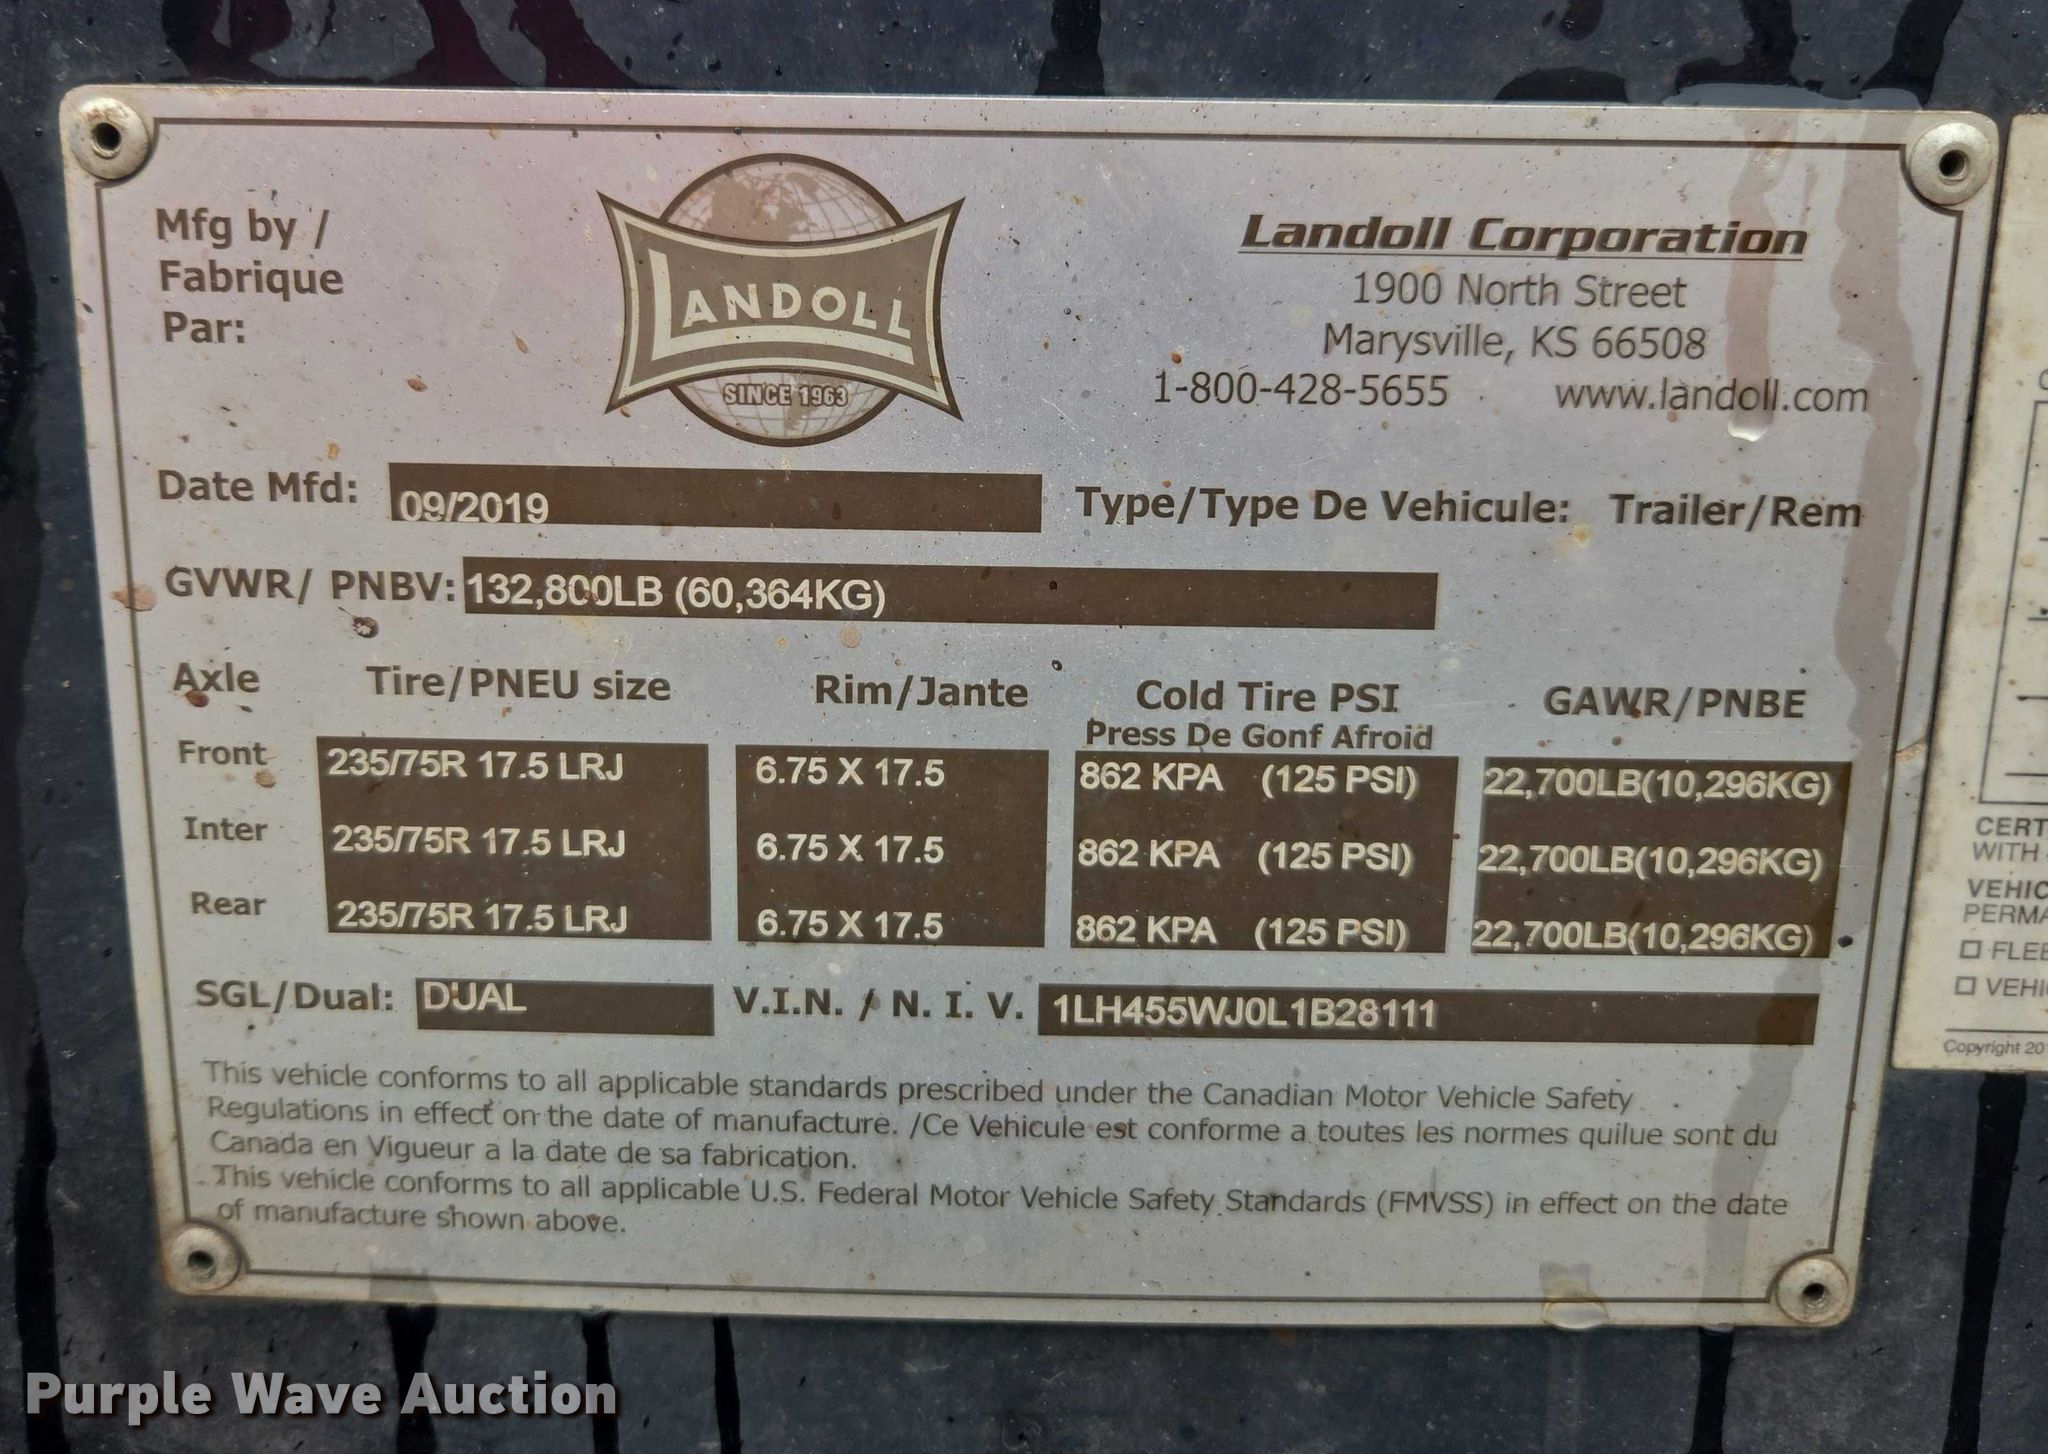 Mfg by /
Fabrique
Par:
LANDOLL
SINCE 1963
Landoll Corporation
1900 North Street
Marysville, KS 66508
1-800-428-5655 www.landoll.com
Date Mfd: 09/2019 Type/Type De Vehicule: Trailer/Rem
GVWR/ PNBV: 132,800LB (60,364KG)
Axle Tire/PNEU size Rim/Jante Cold Tire PSI GAWR/PNBE
Press De Gonf Afroid
Front 235/75R 17.5 LRJ 6.75 X 17.5 862 KPA (125 PSI) 22,700LB(10,296KG)
Inter 235/75R 17.5 LRJ 6.75 X 17.5 862 KPA (125 PSI) 22,700LB(10,296KG)
Rear 235/75R 17.5 LRJ 6.75 X 17.5 862 KPA (125 PSI) 22,700LB(10,296KG)
SGL/Dual: DUAL V.I.N. / N. I. V. 1LH455WJ0L1B28111
This vehicle conforms to all applicable standards prescribed under the Canadian Motor Vehicle Safety
Regulations in effect on the date of manufacture. /Ce Vehicule est conforme a toutes les normes quilue sont du
Canada en Vigueur a la date de sa fabrication.
This vehicle conforms to all applicable U.S. Federal Motor Vehicle Safety Standards (FMVSS) in effect on the date
of manufacture shown above.
CERT
WITH
VEHIC
PERMA
FLEE
VEHI
Copyright 201
Purple Wave Auction